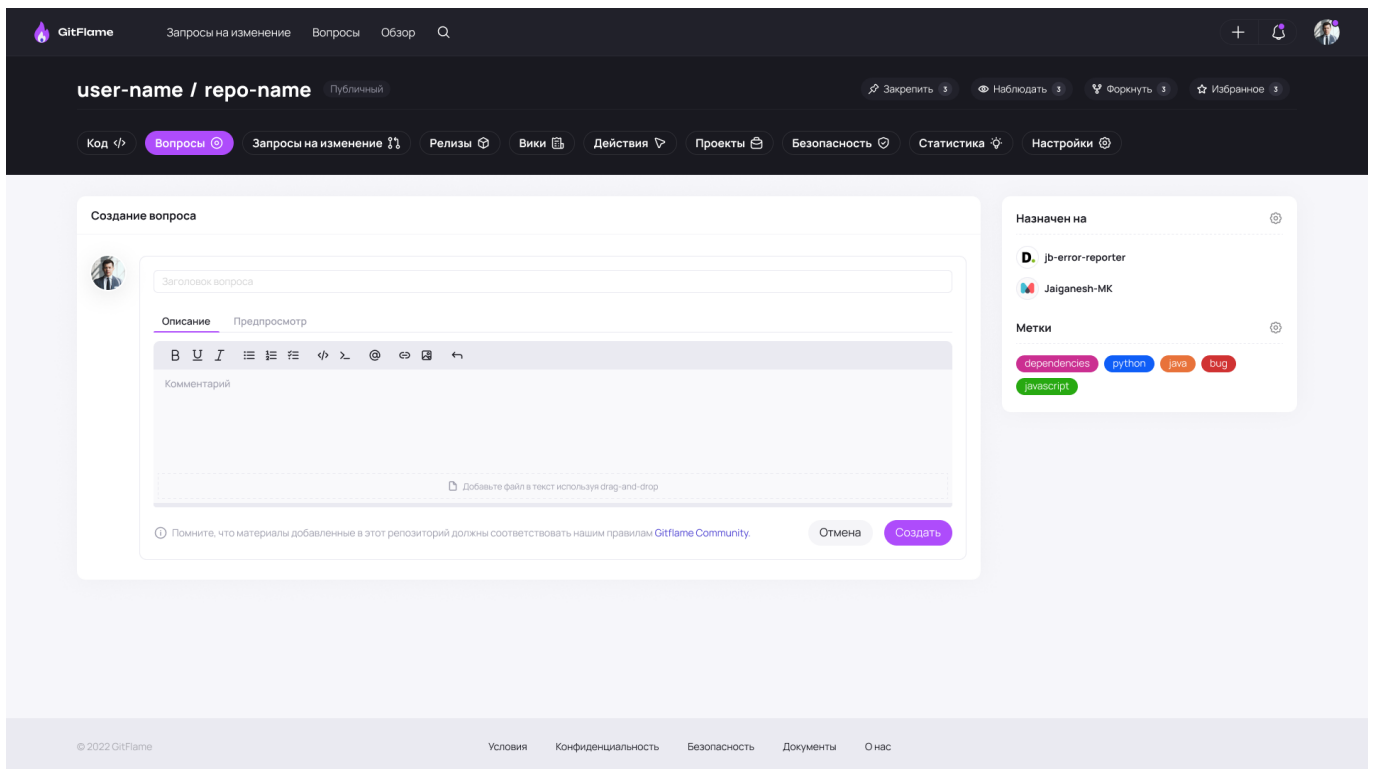 GitFlame Запросы на изменение Вопросы Обзор
user-name / repo-name Публичный Закрепить 3 Наблюдать 3 Форкнуть 3 Избранное 3
Код Вопросы Запросы на изменение Релизы Вики Действия Проекты Безопасность Статистика Настройки
Создание вопроса
Заголовок вопроса
Описание Предпросмотр
B U I
Комментарий
Добавьте файл в текст используя drag-and-drop
Помните, что материалы добавленные в этот репозиторий должны соответствовать нашим правилам Gitflame Community.
Отмена Создать
Назначен на
D. jb-error-reporter
Jaiganesh-MK
Метки
dependencies python java bug
javascript
© 2022 GitFlame Условия Конфиденциальность Безопасность Документы О нас